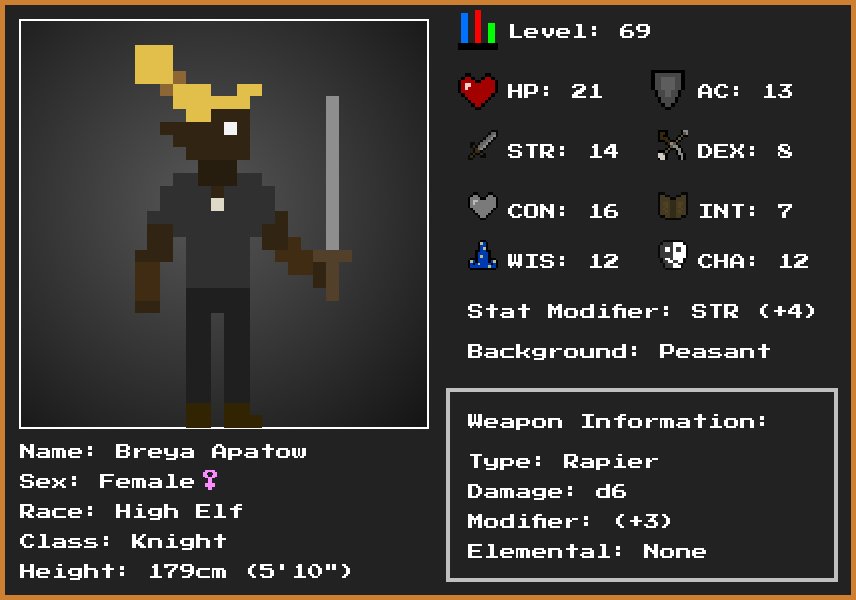 Level: 69
HP: 21
AC: 13
STR: 14
DEX: 8
CON: 16
INT: 7
WIS: 12
CHA: 12
Stat Modifier: STR (+4)
Background: Peasant
Weapon Information:
Type: Rapier
Damage: d6
Modifier: (+3)
Elemental: None
Name: Breya Apatow
Sex: Female♀
Race: High Elf
Class: Knight
Height: 179cm (5'10")